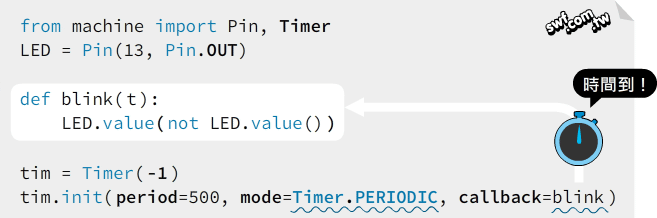 from machine import Pin, Timer
swf.com.tw
LED = Pin(13, Pin.OUT)
時間到！
def blink(t):
    LED.value(not LED.value())
tim = Timer(-1)
tim.init(period=500, mode=Timer.PERIODIC, callback=blink)